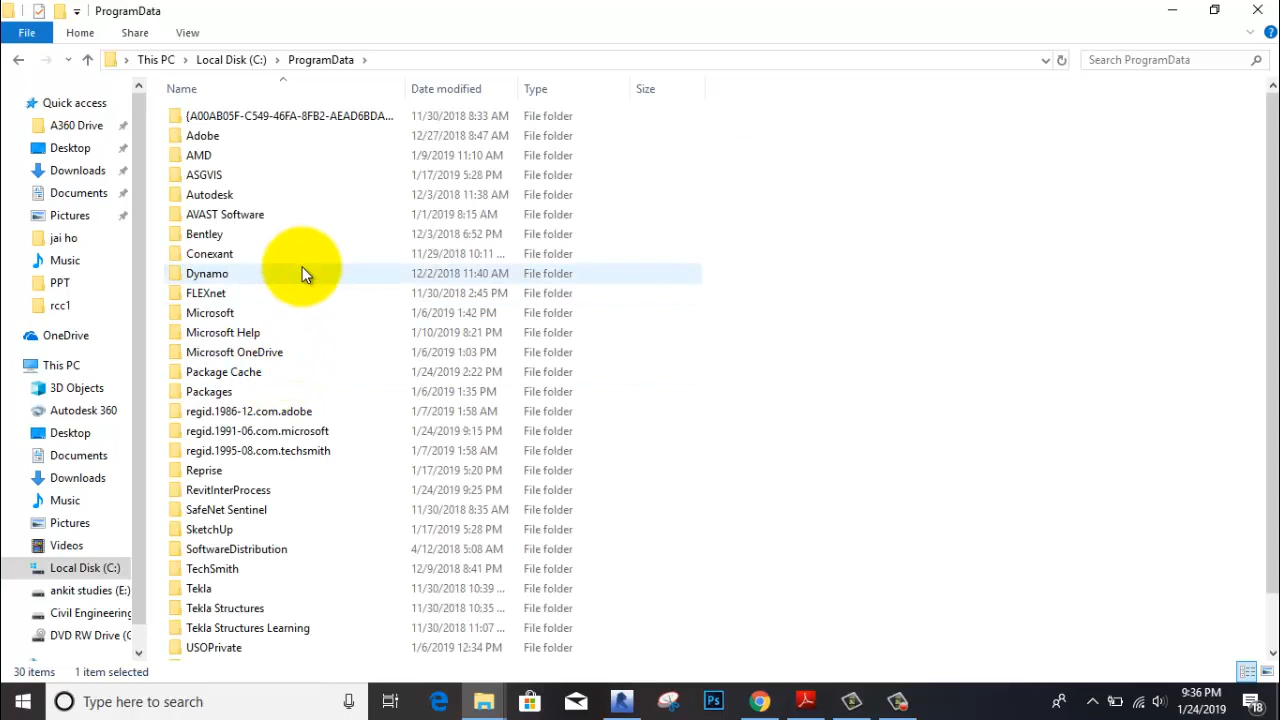 ProgramData
File Home Share View
This PC Local Disk (C:) ProgramData
Search ProgramData
Name Date modified Type Size
Quick access
A360 Drive
Desktop
Downloads
Documents
Pictures
jai ho
Music
PPT
rcc1
OneDrive
This PC
3D Objects
Autodesk 360
Desktop
Documents
Downloads
Music
Pictures
Videos
Local Disk (C:)
ankit studies (E:)
Civil Engineering
DVD RW Drive (
{A00AB05F-C549-46FA-8FB2-AEAD6BDA... 11/30/2018 8:33 AM File folder
Adobe 12/27/2018 8:47 AM File folder
AMD 1/9/2019 11:10 AM File folder
ASGVIS 1/17/2019 5:28 PM File folder
Autodesk 12/3/2018 11:38 AM File folder
AVAST Software 1/1/2019 8:15 AM File folder
Bentley 12/3/2018 6:52 PM File folder
Conexant 11/29/2018 10:11 ... File folder
Dynamo 12/2/2018 11:40 AM File folder
FLEXnet 11/30/2018 2:45 PM File folder
Microsoft 1/6/2019 1:42 PM File folder
Microsoft Help 1/10/2019 8:21 PM File folder
Microsoft OneDrive 1/6/2019 1:03 PM File folder
Package Cache 1/24/2019 2:22 PM File folder
Packages 1/6/2019 1:35 PM File folder
regid.1986-12.com.adobe 1/7/2019 1:58 AM File folder
regid.1991-06.com.microsoft 1/24/2019 9:15 PM File folder
regid.1995-08.com.techsmith 1/7/2019 1:58 AM File folder
Reprise 1/17/2019 5:20 PM File folder
RevitInterProcess 1/24/2019 9:25 PM File folder
SafeNet Sentinel 11/30/2018 8:35 AM File folder
SketchUp 1/17/2019 5:28 PM File folder
SoftwareDistribution 4/12/2018 5:08 AM File folder
TechSmith 12/9/2018 8:41 PM File folder
Tekla 11/30/2018 10:39 ... File folder
Tekla Structures 11/30/2018 10:35 ... File folder
Tekla Structures Learning 11/30/2018 11:07 ... File folder
USOPrivate 1/6/2019 12:34 PM File folder
30 items 1 item selected
Type here to search
Ps
9:36 PM
1/24/2019
18